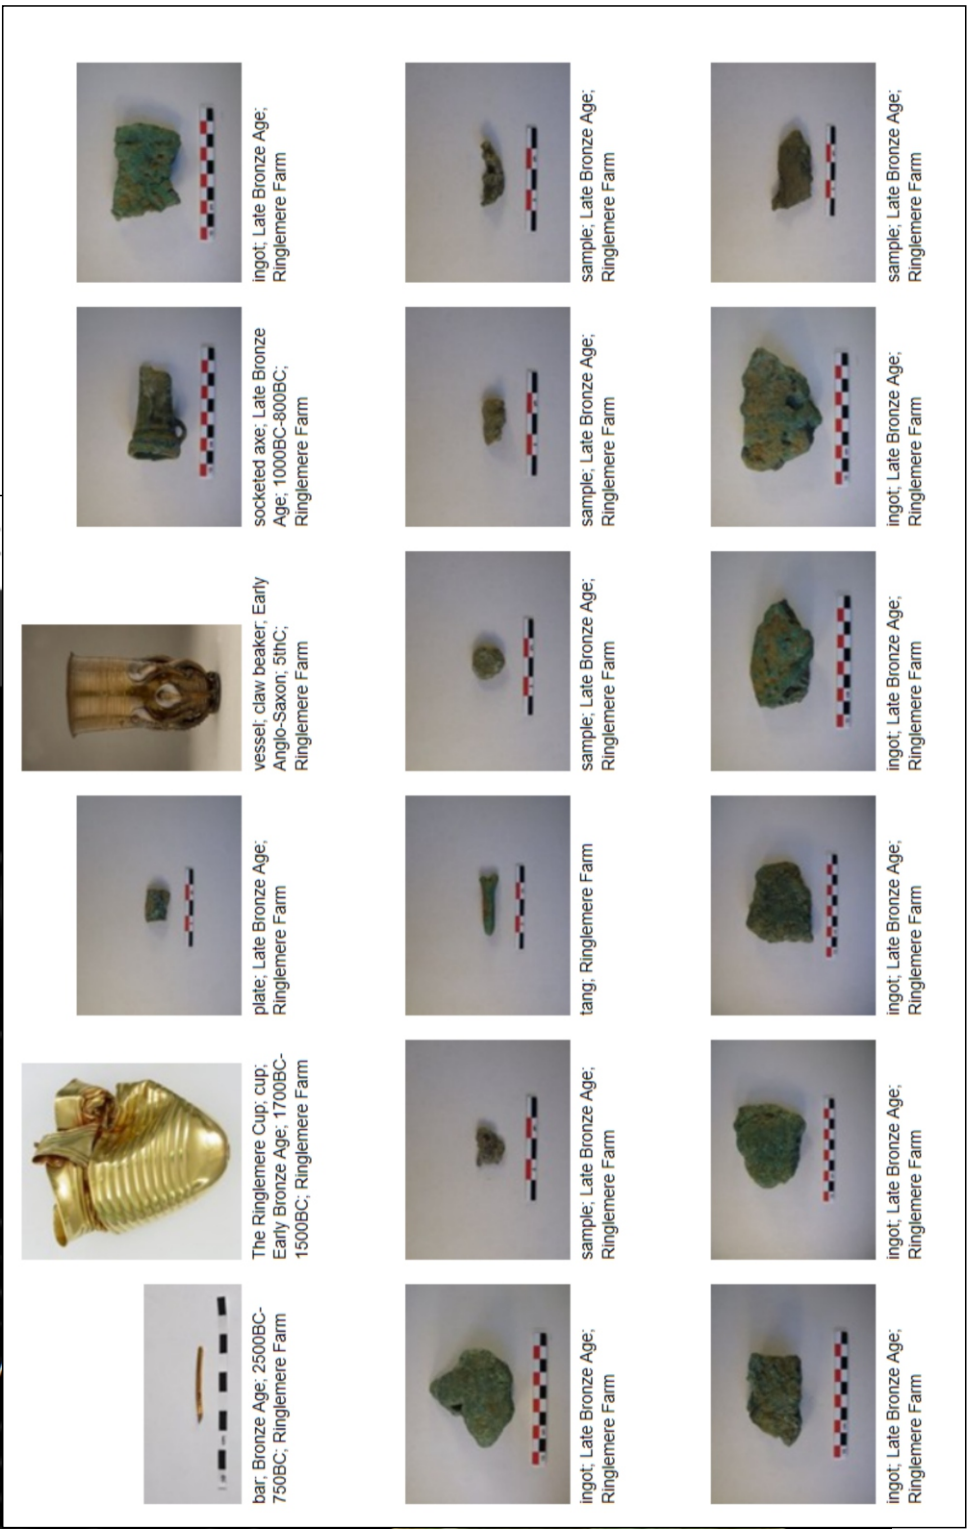 bar; Bronze Age; 2500BC-
750BC; Ringlemere Farm
The Ringlemere Cup; cup;
Early Bronze Age; 1700BC-
1500BC; Ringlemere Farm
plate; Late Bronze Age;
Ringlemere Farm
vessel; claw beaker; Early
Anglo-Saxon; 5thC;
Ringlemere Farm
socketed axe; Late Bronze
Age; 1000BC-800BC;
Ringlemere Farm
ingot; Late Bronze Age;
Ringlemere Farm
ingot; Late Bronze Age;
Ringlemere Farm
sample; Late Bronze Age;
Ringlemere Farm
tang; Ringlemere Farm
sample; Late Bronze Age;
Ringlemere Farm
sample; Late Bronze Age;
Ringlemere Farm
sample; Late Bronze Age;
Ringlemere Farm
ingot; Late Bronze Age;
Ringlemere Farm
ingot; Late Bronze Age;
Ringlemere Farm
ingot; Late Bronze Age;
Ringlemere Farm
ingot; Late Bronze Age;
Ringlemere Farm
ingot; Late Bronze Age;
Ringlemere Farm
sample; Late Bronze Age;
Ringlemere Farm